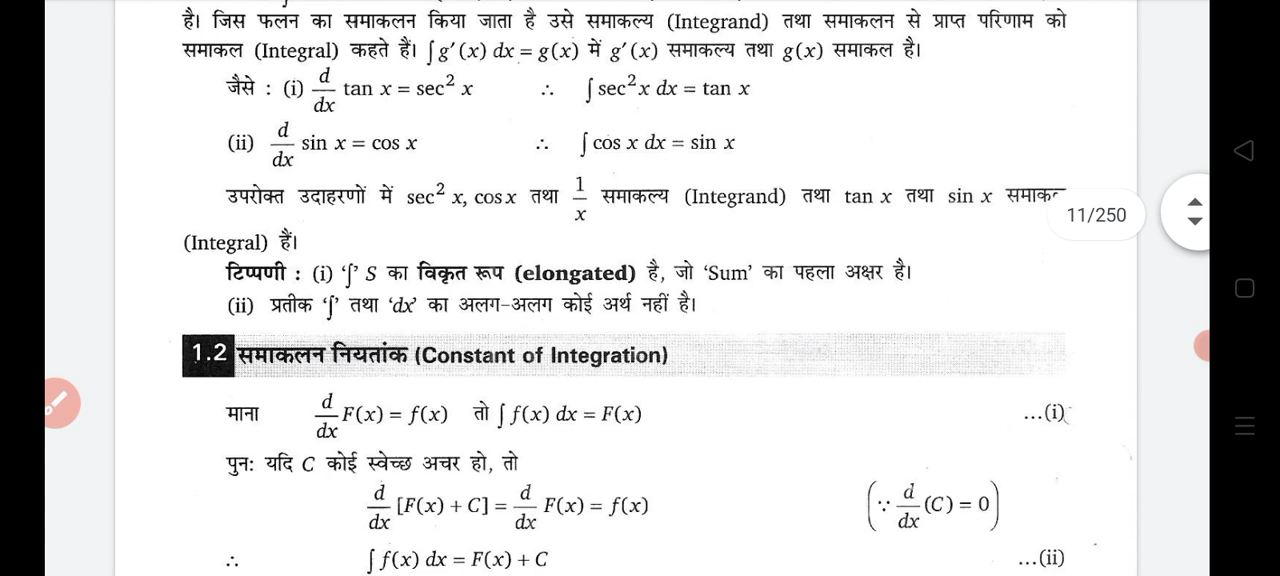 है। जिस फलन का समाकलन किया जाता है उसे समाकल्य (Integrand) तथा समाकलन से प्राप्त परिणाम को
समाकल (Integral) कहते हैं। ∫g′(x) dx = g(x) में g′(x) समाकल्य तथा g(x) समाकल है।
जैसे : (i) d/dx tan x = sec² x ∴ ∫sec²x dx = tan x
(ii) d/dx sin x = cos x ∴ ∫cos x dx = sin x
उपरोक्त उदाहरणों में sec² x, cos x तथा 1/x समाकल्य (Integrand) तथा tan x तथा sin x
11/250
(Integral) हैं।
टिप्पणी : (i) ‘∫’ S का विकृत रूप (elongated) है, जो ‘Sum’ का पहला अक्षर है।
(ii) प्रतीक ‘∫’ तथा ‘dx’ का अलग-अलग कोई अर्थ नहीं है।
1.2 समाकलन नियतांक (Constant of Integration)
माना d/dx F(x) = f(x) तो ∫f(x) dx = F(x) ...(i)
पुनः यदि C कोई स्वेच्छ अचर हो, तो
d/dx [F(x) + C] = d/dx F(x) = f(x) (∵ d/dx (C) = 0)
∴ ∫f(x) dx = F(x) + C ...(ii)